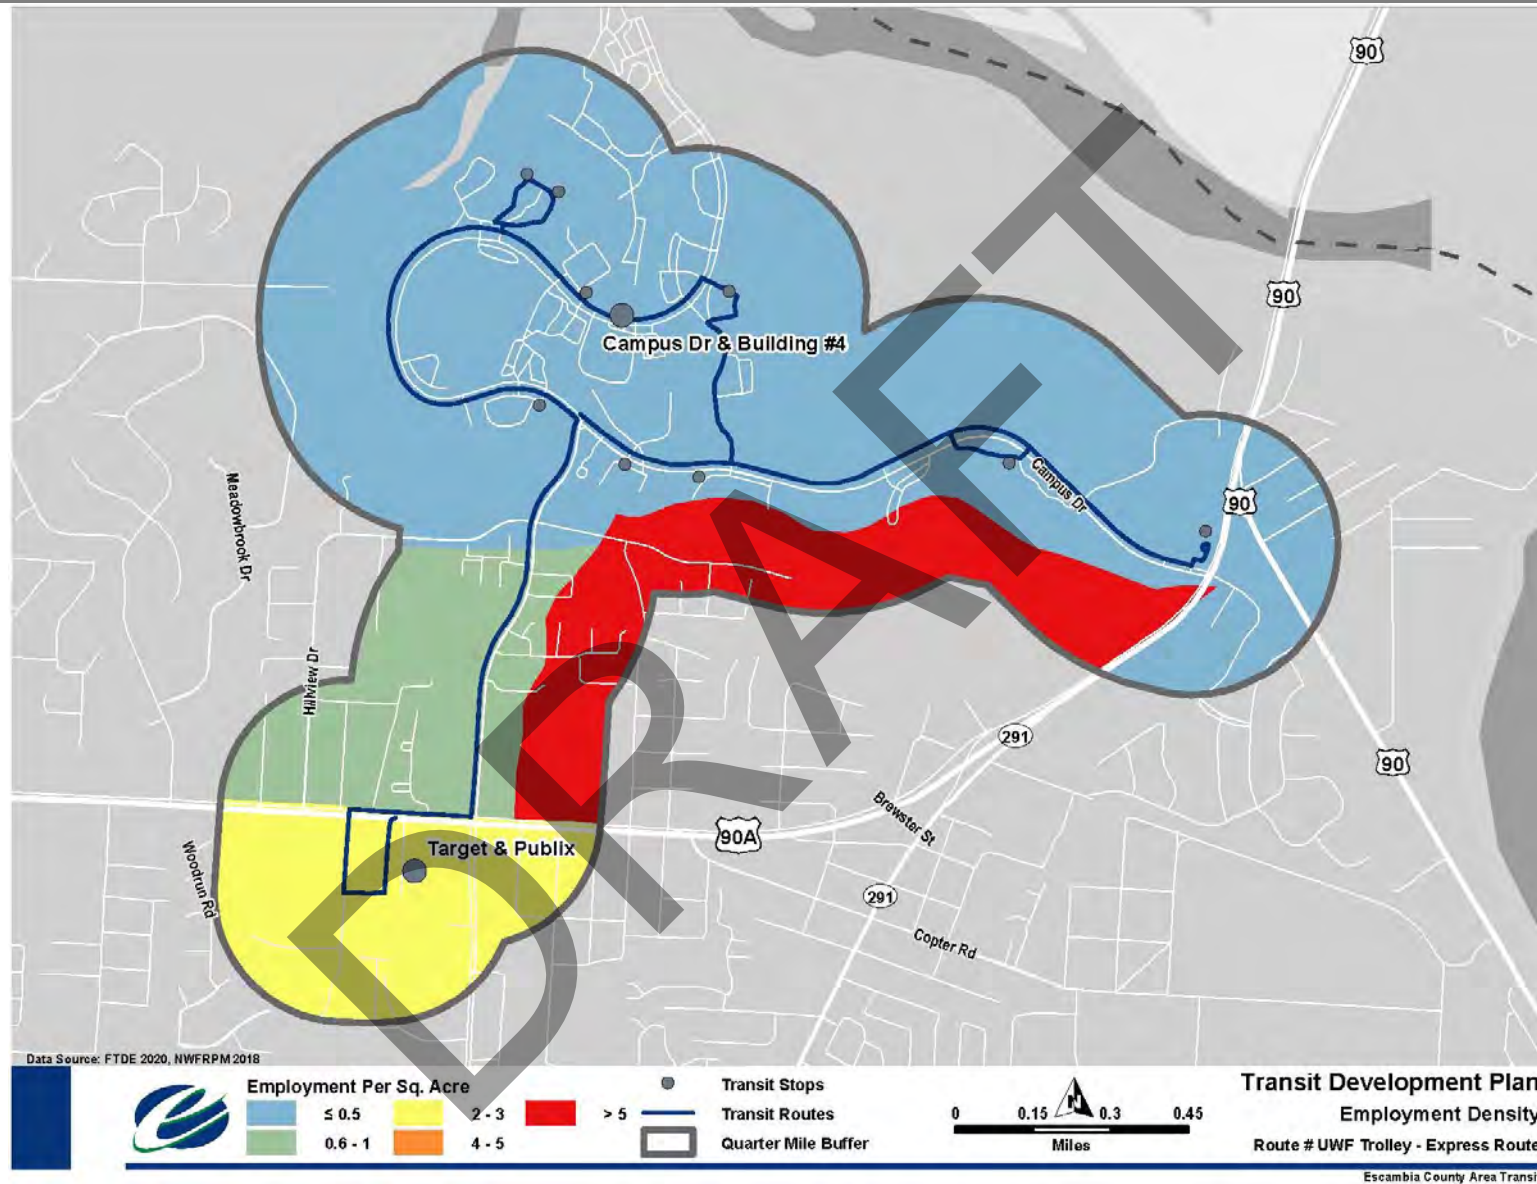 90
90
Campus Dr & Building #4
Campus Dr
90
Meadowbrook Dr
Hillview Dr
291
90
Brewster St
90A
Target & Publix
Woodrun Rd
291
Copter Rd
DRAFT
Data Source: FTDE 2020, NWFRPM 2018
Employment Per Sq. Acre
≤ 0.5
2 - 3
> 5
0.6 - 1
4 - 5
Transit Stops
Transit Routes
Quarter Mile Buffer
N
0 0.15 0.3 0.45
Miles
Transit Development Plan
Employment Density
Route # UWF Trolley - Express Route
Escambia County Area Transi